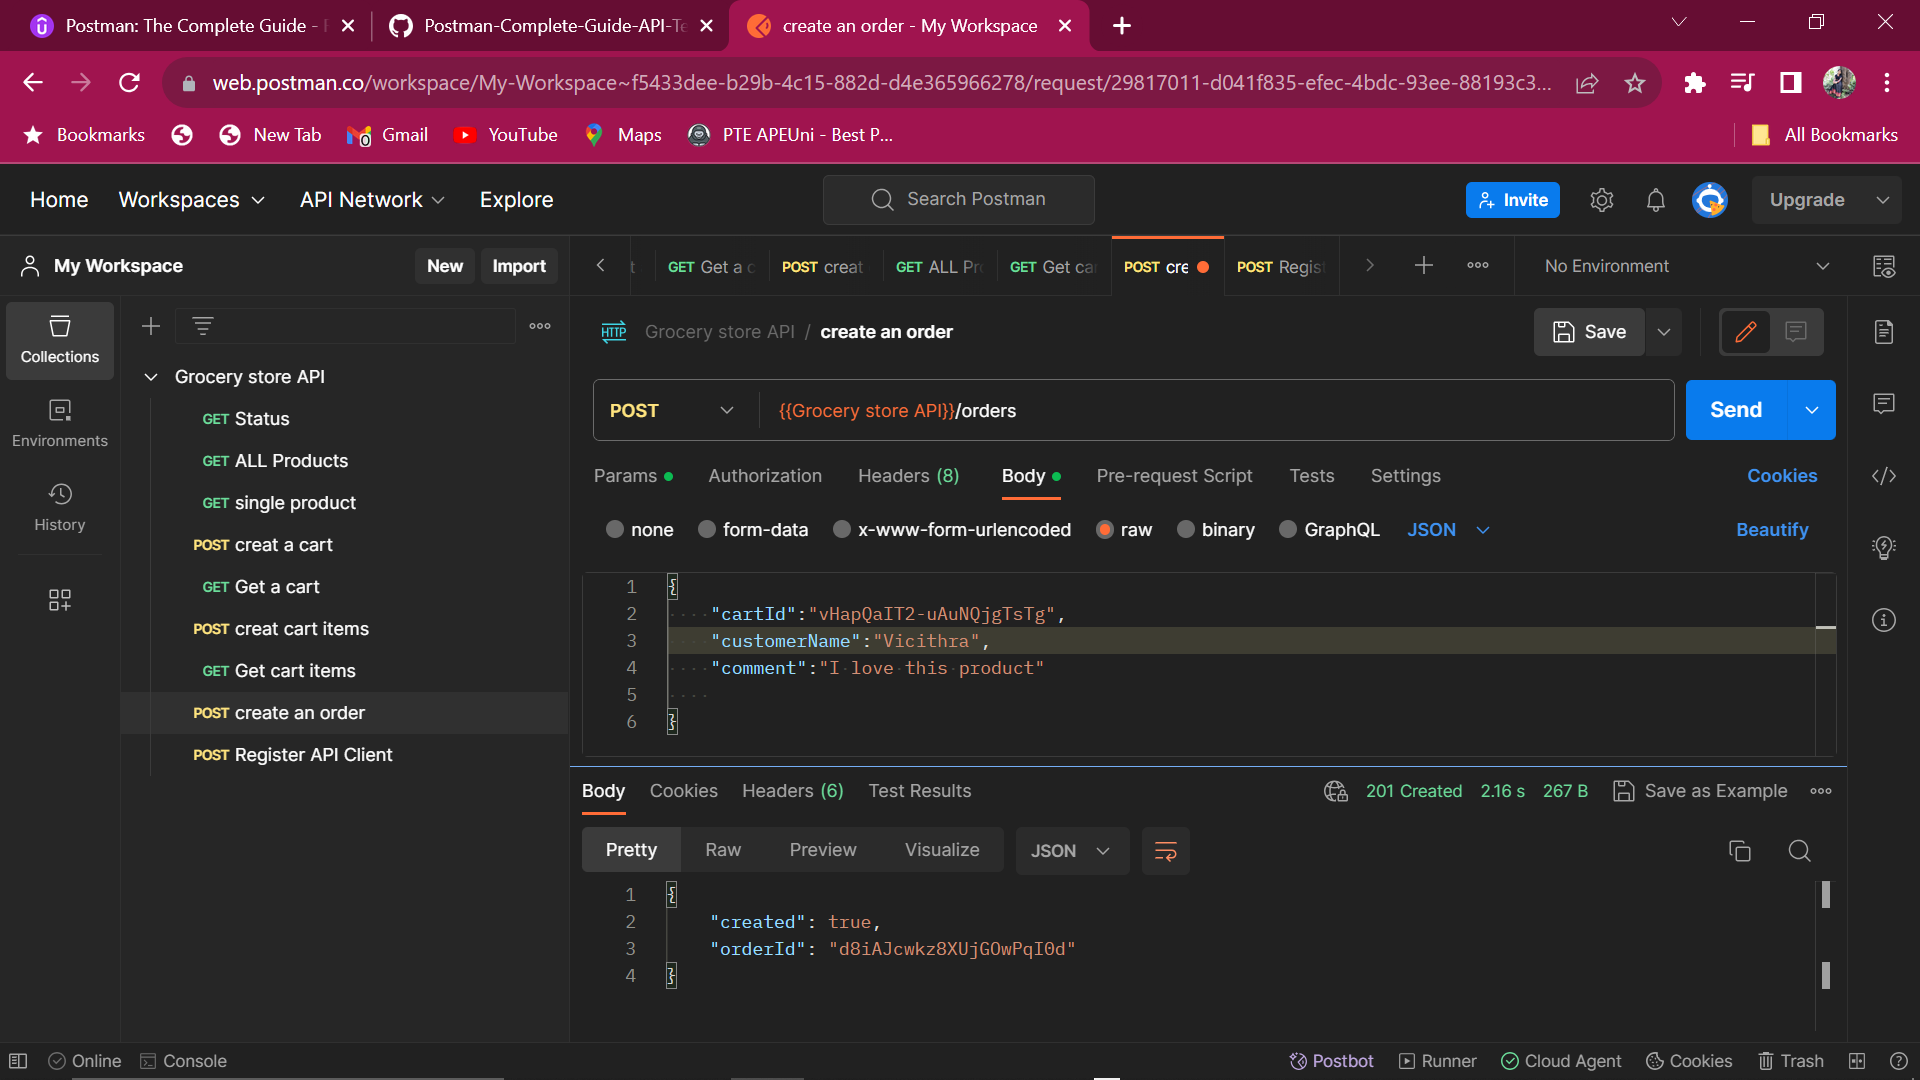 Postman: The Complete Guide -
Postman-Complete-Guide-API-Te
create an order - My Workspace
web.postman.co/workspace/My-Workspace~f5433dee-b29b-4c15-882d-d4e365966278/request/29817011-d041f835-efec-4bdc-93ee-88193c3...
Bookmarks
New Tab
Gmail
YouTube
Maps
PTE APEUni - Best P...
All Bookmarks
Home
Workspaces
API Network
Explore
Search Postman
Invite
Upgrade
My Workspace
New
Import
GET Get a c
POST creat
GET ALL Pr
GET Get car
POST cre
POST Regist
No Environment
Collections
Environments
History
Grocery store API
GET Status
GET ALL Products
GET single product
POST creat a cart
GET Get a cart
POST creat cart items
GET Get cart items
POST create an order
POST Register API Client
HTTP Grocery store API / create an order
Save
POST
{{Grocery store API}}/orders
Send
Params
Authorization
Headers (8)
Body
Pre-request Script
Tests
Settings
Cookies
none
form-data
x-www-form-urlencoded
raw
binary
GraphQL
JSON
Beautify
1 {
2 "cartId":"vHapQaIT2-uAuNQjgTsTg",
3 "customerName":"Vicithra",
4 "comment":"I love this product"
5
6 }
Body
Cookies
Headers (6)
Test Results
201 Created
2.16 s
267 B
Save as Example
Pretty
Raw
Preview
Visualize
JSON
1 {
2 "created": true,
3 "orderId": "d8iAJcwkz8XUjGOwPqI0d"
4 }
Online
Console
Postbot
Runner
Cloud Agent
Cookies
Trash